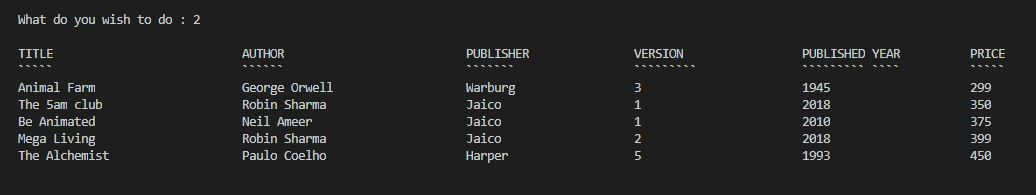 What do you wish to do : 2
TITLE AUTHOR PUBLISHER VERSION PUBLISHED YEAR PRICE
````` `````` ``````` ````````` ````````` ```` `````
Animal Farm George Orwell Warburg 3 1945 299
The 5am club Robin Sharma Jaico 1 2018 350
Be Animated Neil Ameer Jaico 1 2010 375
Mega Living Robin Sharma Jaico 2 2018 399
The Alchemist Paulo Coelho Harper 5 1993 450